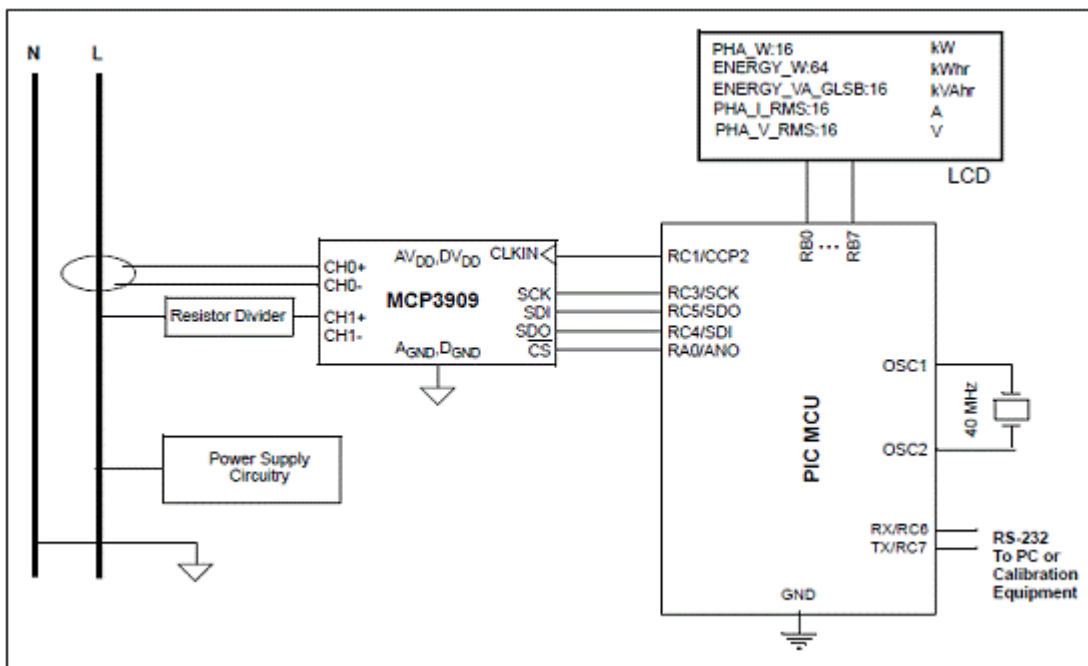 N L
PHA_W:16 kW
ENERGY_W:64 kWhr
ENERGY_VA_GLSB:16 kVAhr
PHA_I_RMS:16 A
PHA_V_RMS:16 V
LCD
RB0 ••• RB7
CH0+ AVDD,DVDD CLKIN
CH0-
MCP3909
SCK
SDI
SDO
CS
CH1+
CH1-
AGND,DGND
Resistor Divider
RC1/CCP2
RC3/SCK
RC5/SDO
RC4/SDI
RA0/ANO
PIC MCU
OSC1
40 MHz
OSC2
Power Supply
Circuitry
RX/RC6
TX/RC7
RS-232
To PC or
Calibration
Equipment
GND